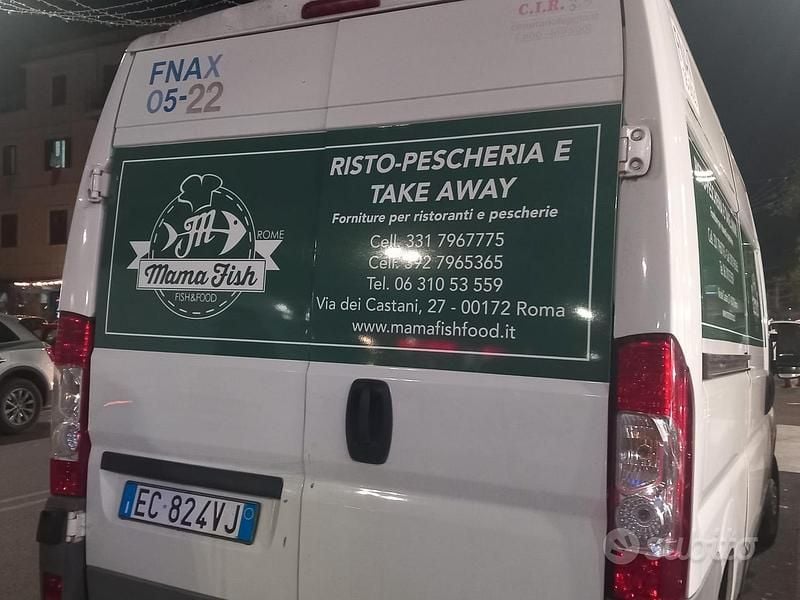 C.I.R.
FNAX
05-22
RISTO-PESCHERIA E
TAKE AWAY
Forniture per ristoranti e pescherie
Cell. 331 7967775
Cell. 392 7965365
Tel. 06 310 53 559
Via dei Castani, 27 - 00172 Roma
www.mamafishfood.it
M
ROME
Mama Fish
FISH&FOOD
I EC 824VJ
subito